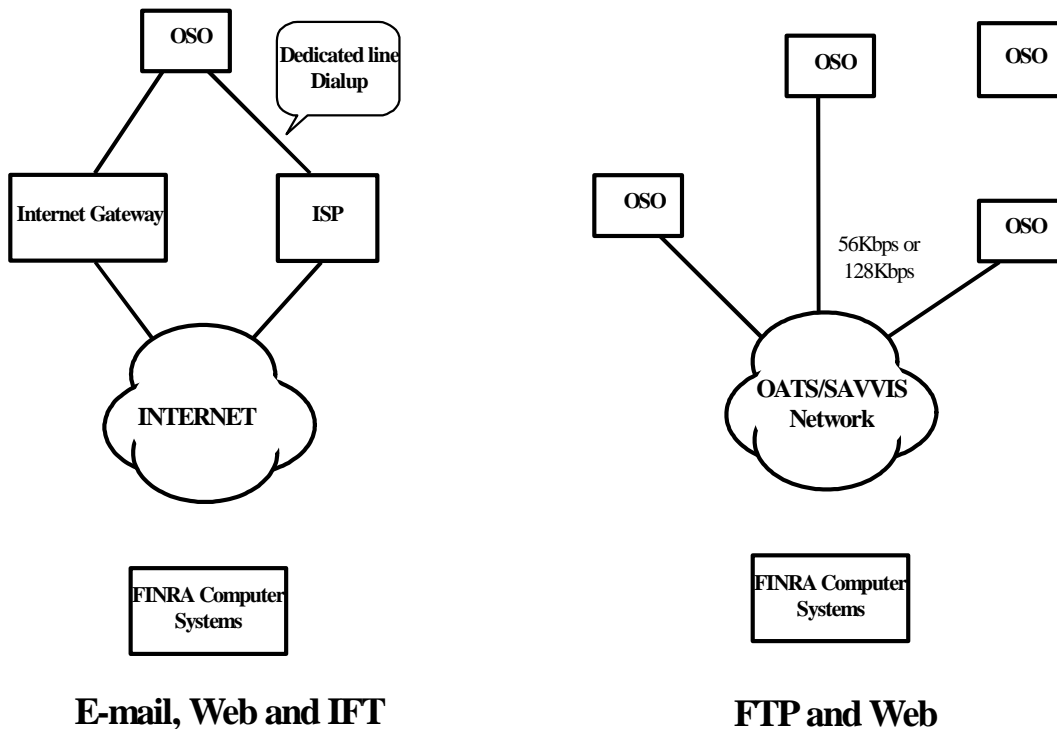 OSO
Dedicated line
Dialup
Internet Gateway
ISP
INTERNET
FINRA Computer
Systems
E-mail, Web and IFT
OSO
OSO
OSO
OSO
56Kbps or
128Kbps
OATS/SAVVIS
Network
FINRA Computer
Systems
FTP and Web